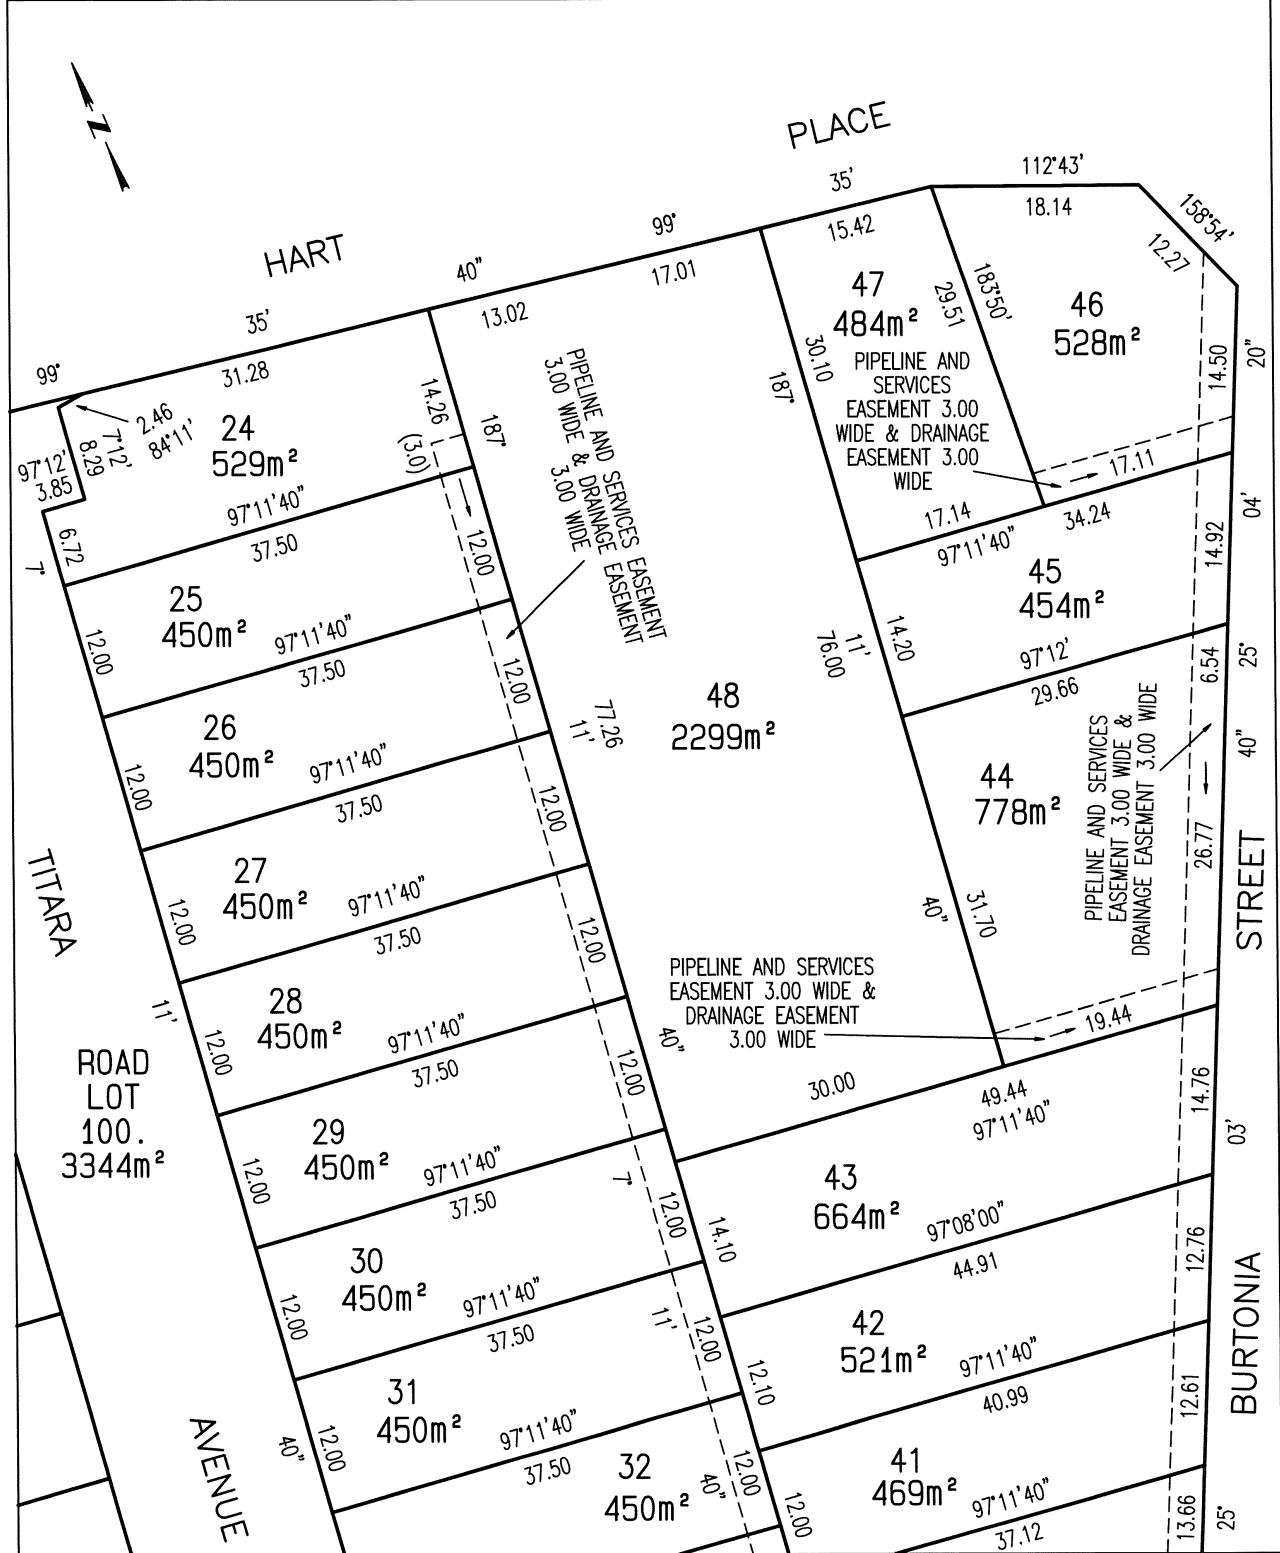 N
HART
PLACE
99°
35'
31.28
40"
13.02
99°
17.01
35'
15.42
112°43'
18.14
158°54'
12.27
2.46
84°11'
7°12'
8.29
97°12'
3.85
6.72
7°
24
529m²
14.26
(3.0)
187°
97°11'40"
37.50
12.00
PIPELINE AND SERVICES EASEMENT
3.00 WIDE & DRAINAGE EASEMENT
3.00 WIDE
47
484m²
30.10
187°
29.51
183°50'
PIPELINE AND
SERVICES
EASEMENT 3.00
WIDE & DRAINAGE
EASEMENT 3.00
WIDE
46
528m²
14.50
20"
17.11
17.14
34.24
97°11'40"
04'
14.92
45
454m²
14.20
97°12'
29.66
6.54
25°
40"
25
450m²
12.00
97°11'40"
37.50
12.00
48
2299m²
11'
76.00
77.26
11'
44
778m²
PIPELINE AND SERVICES
EASEMENT 3.00 WIDE &
DRAINAGE EASEMENT 3.00 WIDE
26.77
40"
31.70
26
450m²
12.00
97°11'40"
37.50
12.00
27
450m²
12.00
97°11'40"
37.50
12.00
TITARA
AVENUE
11'
28
450m²
12.00
97°11'40"
37.50
12.00
40"
PIPELINE AND SERVICES
EASEMENT 3.00 WIDE &
DRAINAGE EASEMENT
3.00 WIDE
19.44
30.00
49.44
97°11'40"
14.76
03'
ROAD
LOT
100.
3344m²
29
450m²
12.00
97°11'40"
37.50
7°
12.00
43
664m²
14.10
97°08'00"
44.91
12.76
30
450m²
12.00
97°11'40"
37.50
11'
12.00
42
521m²
12.10
97°11'40"
40.99
12.61
BURTONIA
STREET
31
450m²
40"
12.00
97°11'40"
37.50
32
450m²
40"
12.00
12.00
41
469m²
97°11'40"
37.12
13.66
25°